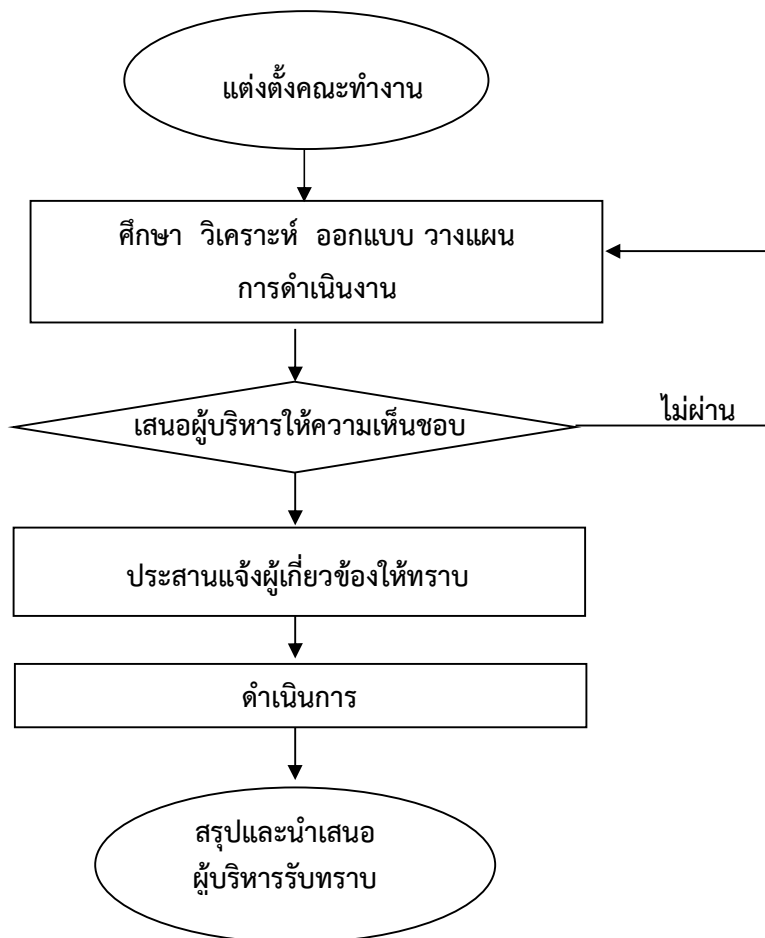 แต่งตั้งคณะทำงาน
ศึกษา วิเคราะห์ ออกแบบ วางแผน
การดำเนินงาน
เสนอผู้บริหารให้ความเห็นชอบ
ไม่ผ่าน
ประสานแจ้งผู้เกี่ยวข้องให้ทราบ
ดำเนินการ
สรุปและนำเสนอ
ผู้บริหารรับทราบ